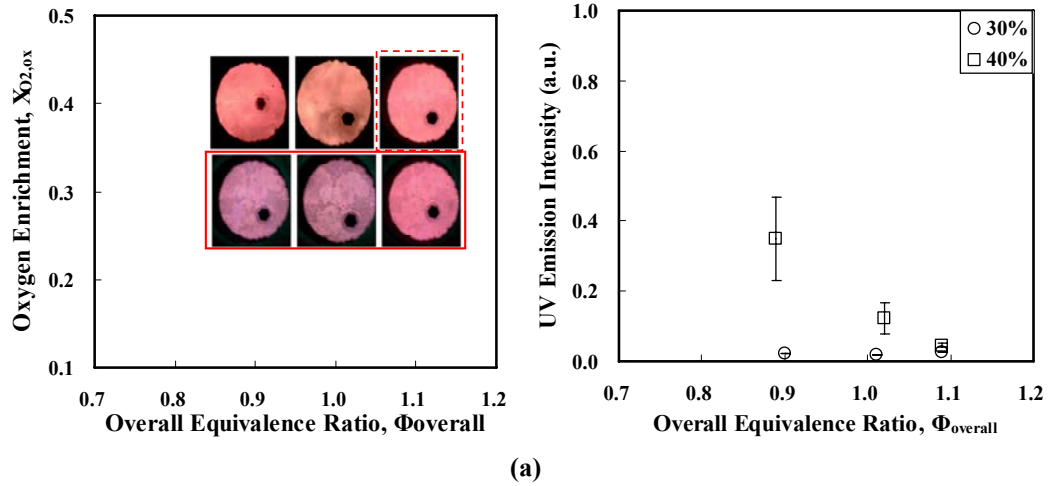 0.5
0.4
0.3
0.2
0.1
0.7 0.8 0.9 1.0 1.1 1.2
Oxygen Enrichment, XO2,ox
Overall Equivalence Ratio, Φoverall
1.0
0.8
0.6
0.4
0.2
0.0
0.7 0.8 0.9 1.0 1.1 1.2
UV Emission Intensity (a.u.)
Overall Equivalence Ratio, Φoverall
30%
40%
(a)